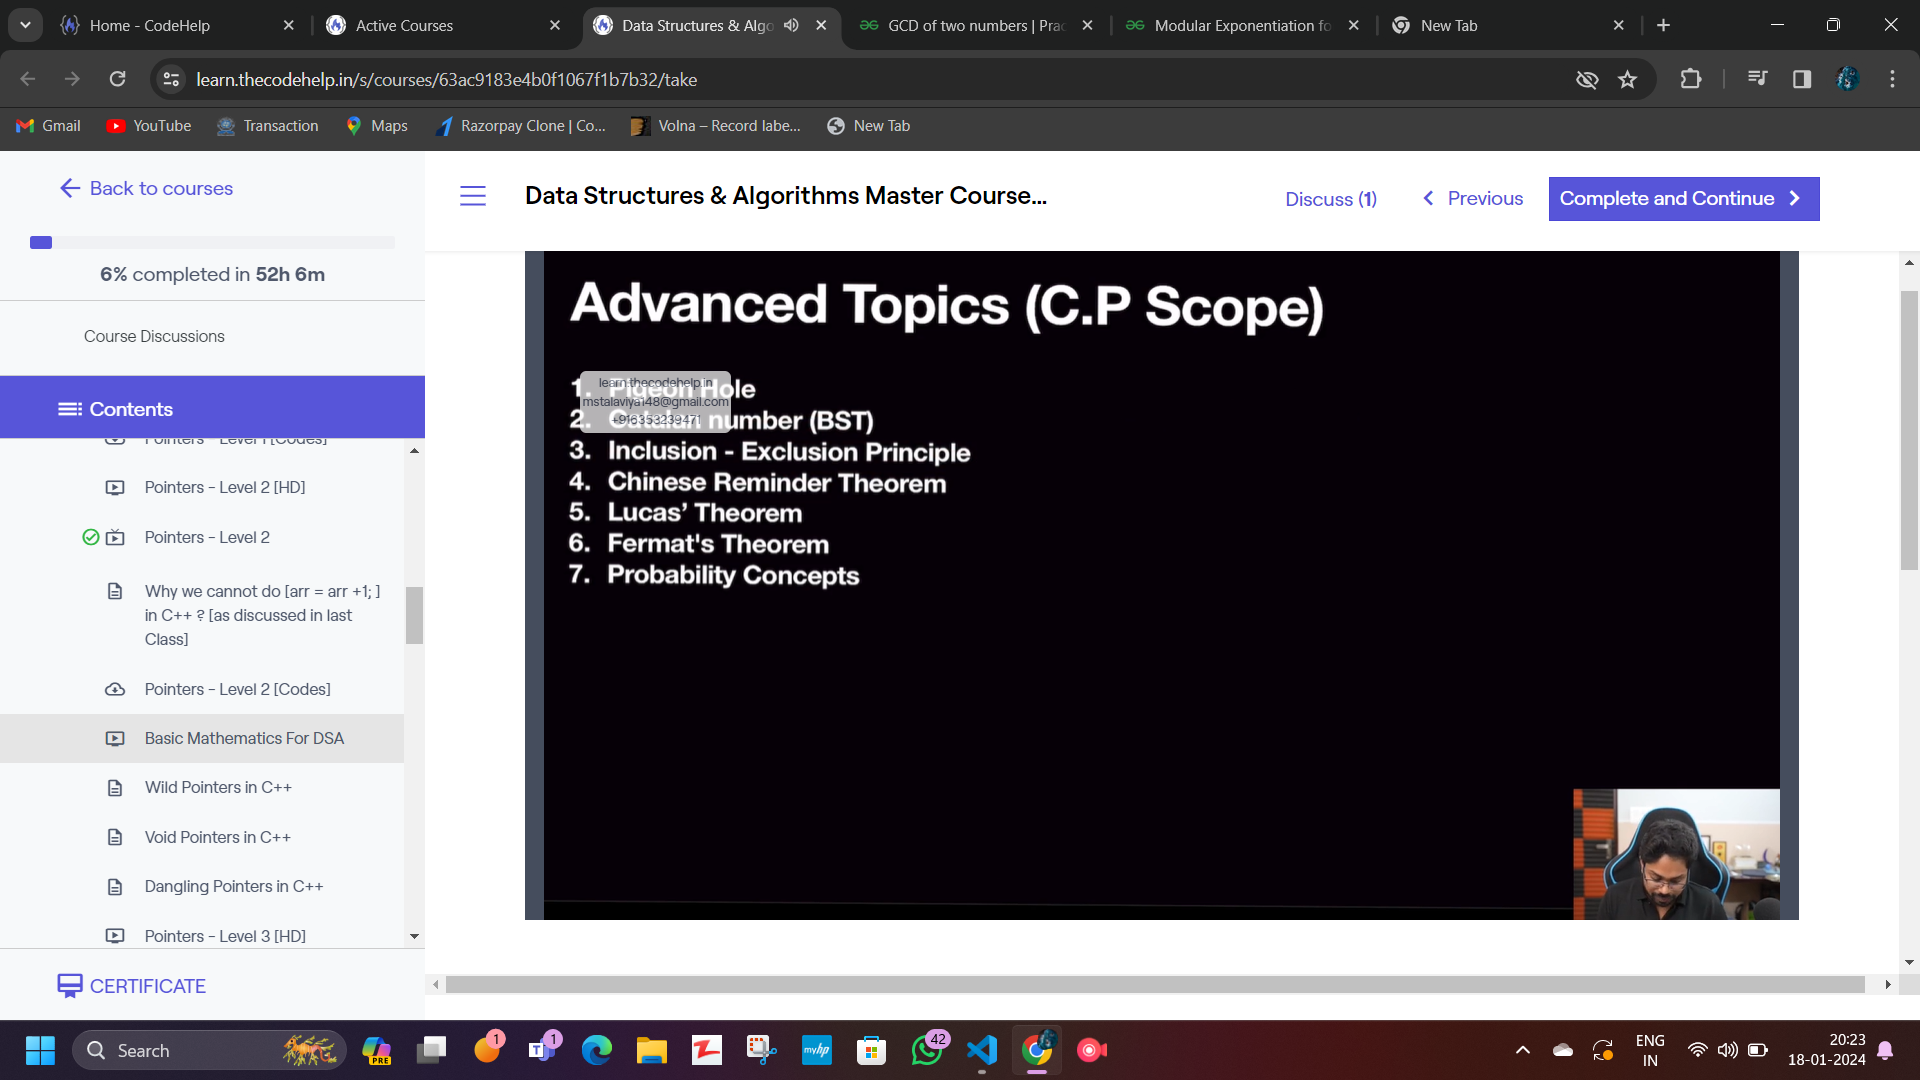 Home - CodeHelp
Active Courses
Data Structures & Algo
GCD of two numbers | Prac
Modular Exponentiation fo
New Tab
learn.thecodehelp.in/s/courses/63ac9183e4b0f1067f1b7b32/take
Gmail
YouTube
Transaction
Maps
Razorpay Clone | Co...
Volna – Record labe...
New Tab
Back to courses
6% completed in 52h 6m
Course Discussions
Contents
Pointers - Level 1 [Codes]
Pointers - Level 2 [HD]
Pointers - Level 2
Why we cannot do [arr = arr +1; ]
in C++ ? [as discussed in last
Class]
Pointers - Level 2 [Codes]
Basic Mathematics For DSA
Wild Pointers in C++
Void Pointers in C++
Dangling Pointers in C++
Pointers - Level 3 [HD]
CERTIFICATE
Data Structures & Algorithms Master Course...
Discuss (1)
Previous
Complete and Continue
Advanced Topics (C.P Scope)
learn.thecodehelp.in
mstalaviya148@gmail.com
+916353239471
1. Pigeon Hole
2. Catalan number (BST)
3. Inclusion - Exclusion Principle
4. Chinese Reminder Theorem
5. Lucas’ Theorem
6. Fermat's Theorem
7. Probability Concepts
Search
PRE
1
1
myhp
42
ENG
IN
20:23
18-01-2024